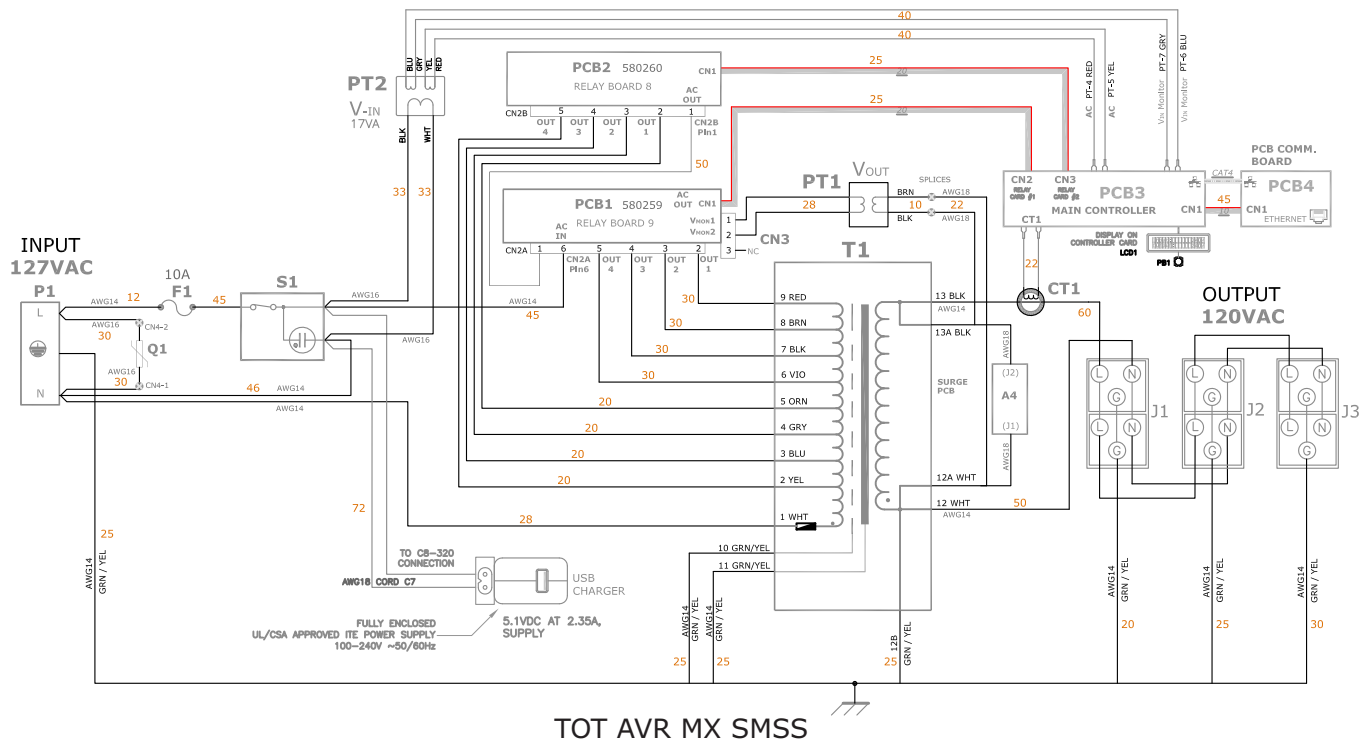 40
40
BLU
GRY
YEL
RED
PT2
V-IN
17VA
BLK
WHT
33
33
PCB2 580260
RELAY BOARD 8
CN1
AC
OUT
CN2B
5
4
3
2
1
OUT
4
OUT
3
OUT
2
OUT
1
CN2B
PIn1
50
25
20
25
20
PCB1 580259
RELAY BOARD 9
AC
OUT
CN1
AC
IN
VMON1
VMON2
1
2
3
NC
CN3
CN2A
1
6
5
4
3
2
CN2A
PIn6
OUT
4
OUT
3
OUT
2
OUT
1
PT1
VOUT
28
10
BRN
BLK
SPLICES
AWG18
22
AWG18
AC PT-4 RED
AC PT-5 YEL
VIN Monitor PT-7 GRY
VIN Monitor PT-6 BLU
CN2
RELAY
CARD #1
CN3
RELAY
CARD #2
PCB3
MAIN CONTROLLER
CT1
CN1
CAT4
45
10
PCB COMM.
BOARD
PCB4
CN1
ETHERNET
DISPLAY ON
CONTROLLER CARD
LCD1
PB1
22
CT1
60
INPUT
127VAC
P1
L
N
AWG14
12
10A
F1
45
AWG16
30
CN4-2
Q1
AWG16
30
CN4-1
46
AWG14
AWG14
S1
AWG16
AWG16
AWG14
45
T1
30
30
30
30
20
20
20
20
28
9 RED
8 BRN
7 BLK
6 VIO
5 ORN
4 GRY
3 BLU
2 YEL
1 WHT
10 GRN/YEL
11 GRN/YEL
13 BLK
AWG14
13A BLK
SURGE
PCB
AWG18
(J2)
A4
(J1)
AWG18
12A WHT
12 WHT
AWG14
50
OUTPUT
120VAC
L
N
G
L
N
G
J1
L
N
G
L
N
G
J2
L
N
G
L
N
G
J3
72
TO C8-320
CONNECTION
AWG18 CORD C7
USB
CHARGER
FULLY ENCLOSED
UL/CSA APPROVED ITE POWER SUPPLY
100-240V ~50/60Hz
5.1VDC AT 2.35A,
SUPPLY
25
AWG14
GRN / YEL
AWG14
GRN / YEL
25
AWG14
GRN / YEL
25
12B
GRN / YEL
25
AWG14
GRN / YEL
20
AWG14
GRN / YEL
25
AWG14
GRN / YEL
30
TOT AVR MX SMSS